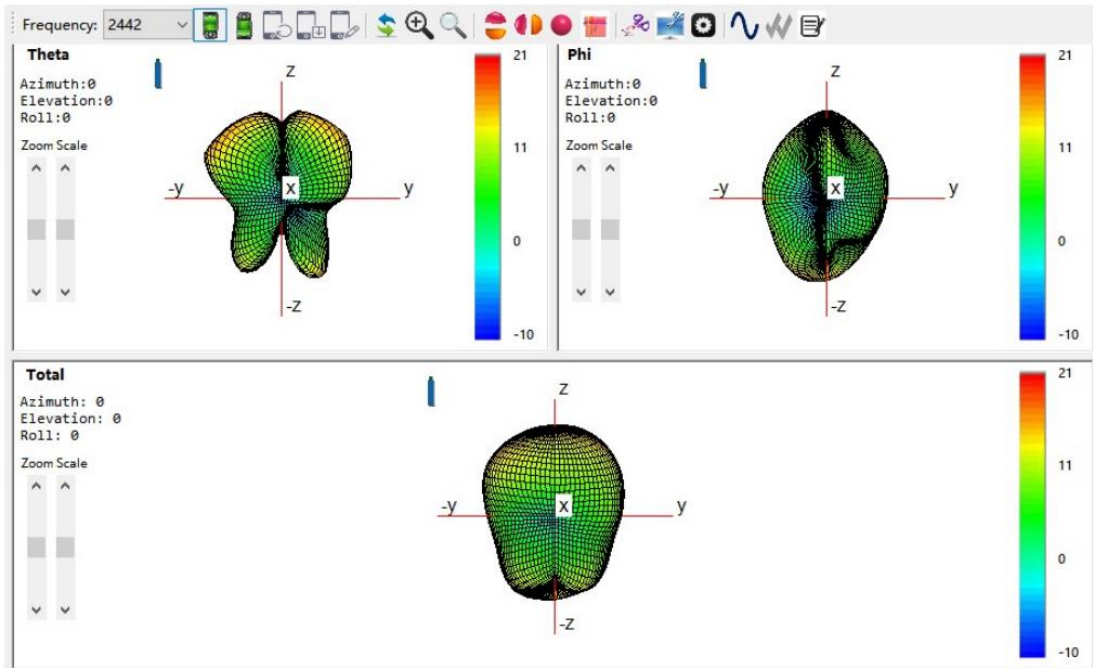 Frequency: 2442
Theta
Azimuth:0
Elevation:0
Roll:0
Zoom Scale
z
-y
x
y
-z
21
11
0
-10
Phi
Azimuth:0
Elevation:0
Roll:0
Zoom Scale
z
-y
x
y
-z
21
11
0
-10
Total
Azimuth: 0
Elevation: 0
Roll: 0
Zoom Scale
z
-y
x
y
-z
21
11
0
-10